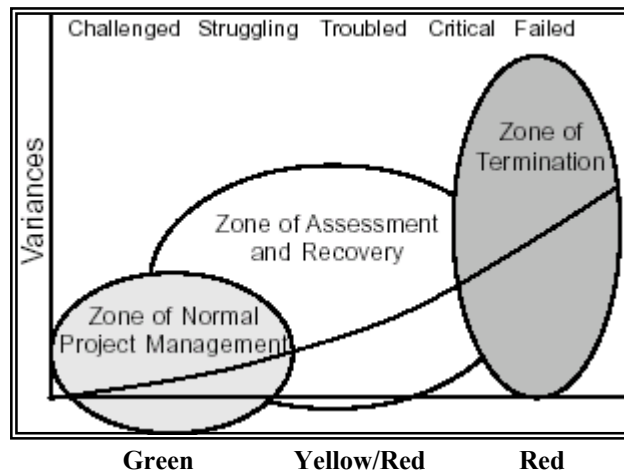 Challenged Struggling Troubled Critical Failed
Zone of
Termination
Variances
Zone of Assessment
and Recovery
Zone of Normal
Project Management
Green Yellow/Red Red